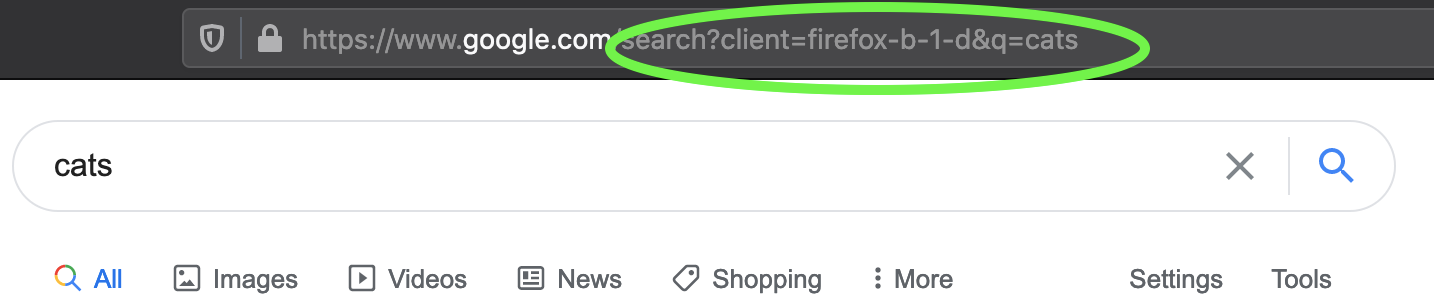 https://www.google.com/search?client=firefox-b-1-d&q=cats
cats
All Images Videos News Shopping More Settings Tools